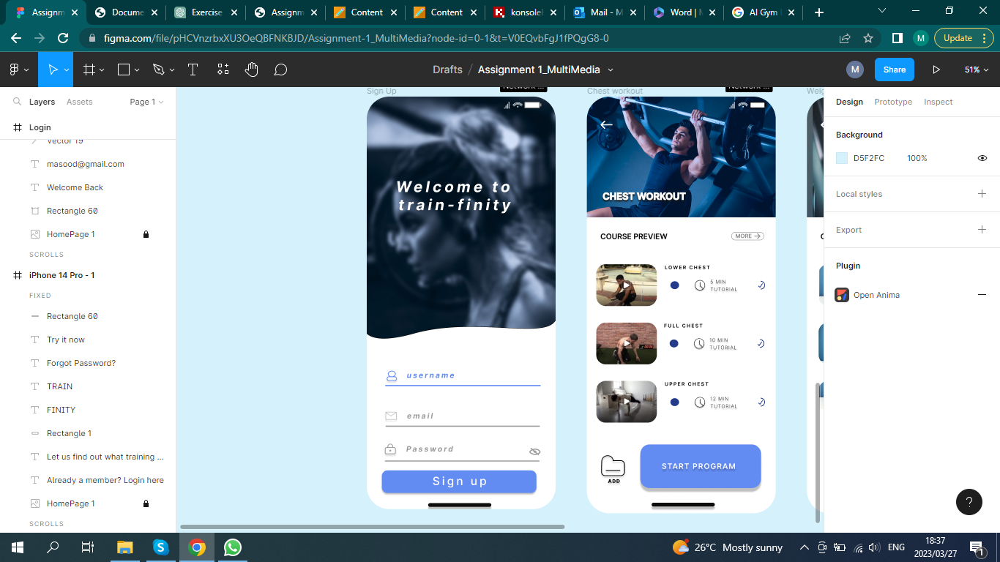 Assignm
Docume
Exercise
Assignm
Content
Content
konsole
Mail - M
Word |
AI Gym
figma.com/file/pHCVnzrbxXU3OeQBFNKBJD/Assignment-1_MultiMedia?node-id=0-1&t=V0EQvbFgJ1fPQgG8-0
M
Update
Drafts / Assignment 1_MultiMedia
M
Share
51%
Layers
Assets
Page 1
Login
Vector 19
masood@gmail.com
Welcome Back
Rectangle 60
HomePage 1
SCROLLS
iPhone 14 Pro - 1
FIXED
Rectangle 60
Try it now
Forgot Password?
TRAIN
FINITY
Rectangle 1
Let us find out what training ...
Already a member? Login here
HomePage 1
SCROLLS
Sign Up
Welcome to
train-finity
username
email
Password
Sign up
Chest workout
CHEST WORKOUT
COURSE PREVIEW
MORE
LOWER CHEST
5 MIN
TUTORIAL
FULL CHEST
10 MIN
TUTORIAL
UPPER CHEST
12 MIN
TUTORIAL
ADD
START PROGRAM
Design
Prototype
Inspect
Background
D5F2FC
100%
Local styles
Export
Plugin
Open Anima
?
26°C Mostly sunny
ENG
18:37
2023/03/27
1